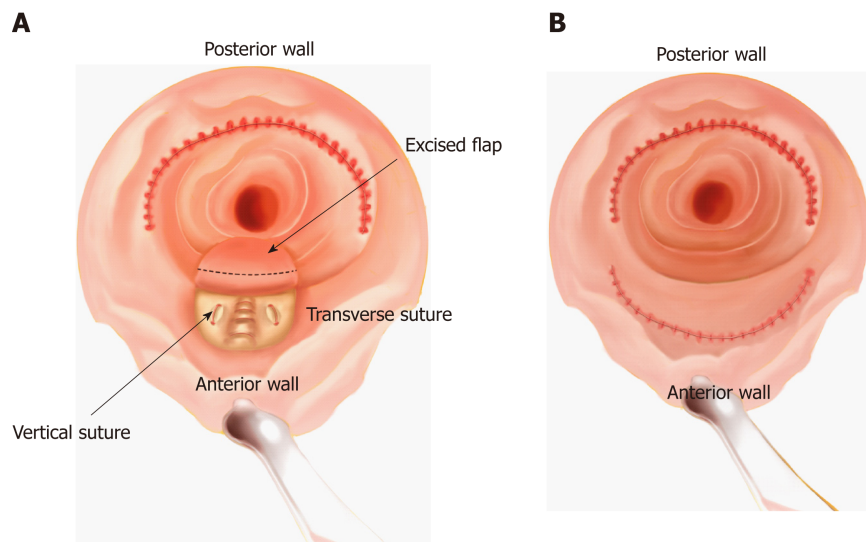 A
Posterior wall
Excised flap
Transverse suture
Anterior wall
Vertical suture
B
Posterior wall
Anterior wall